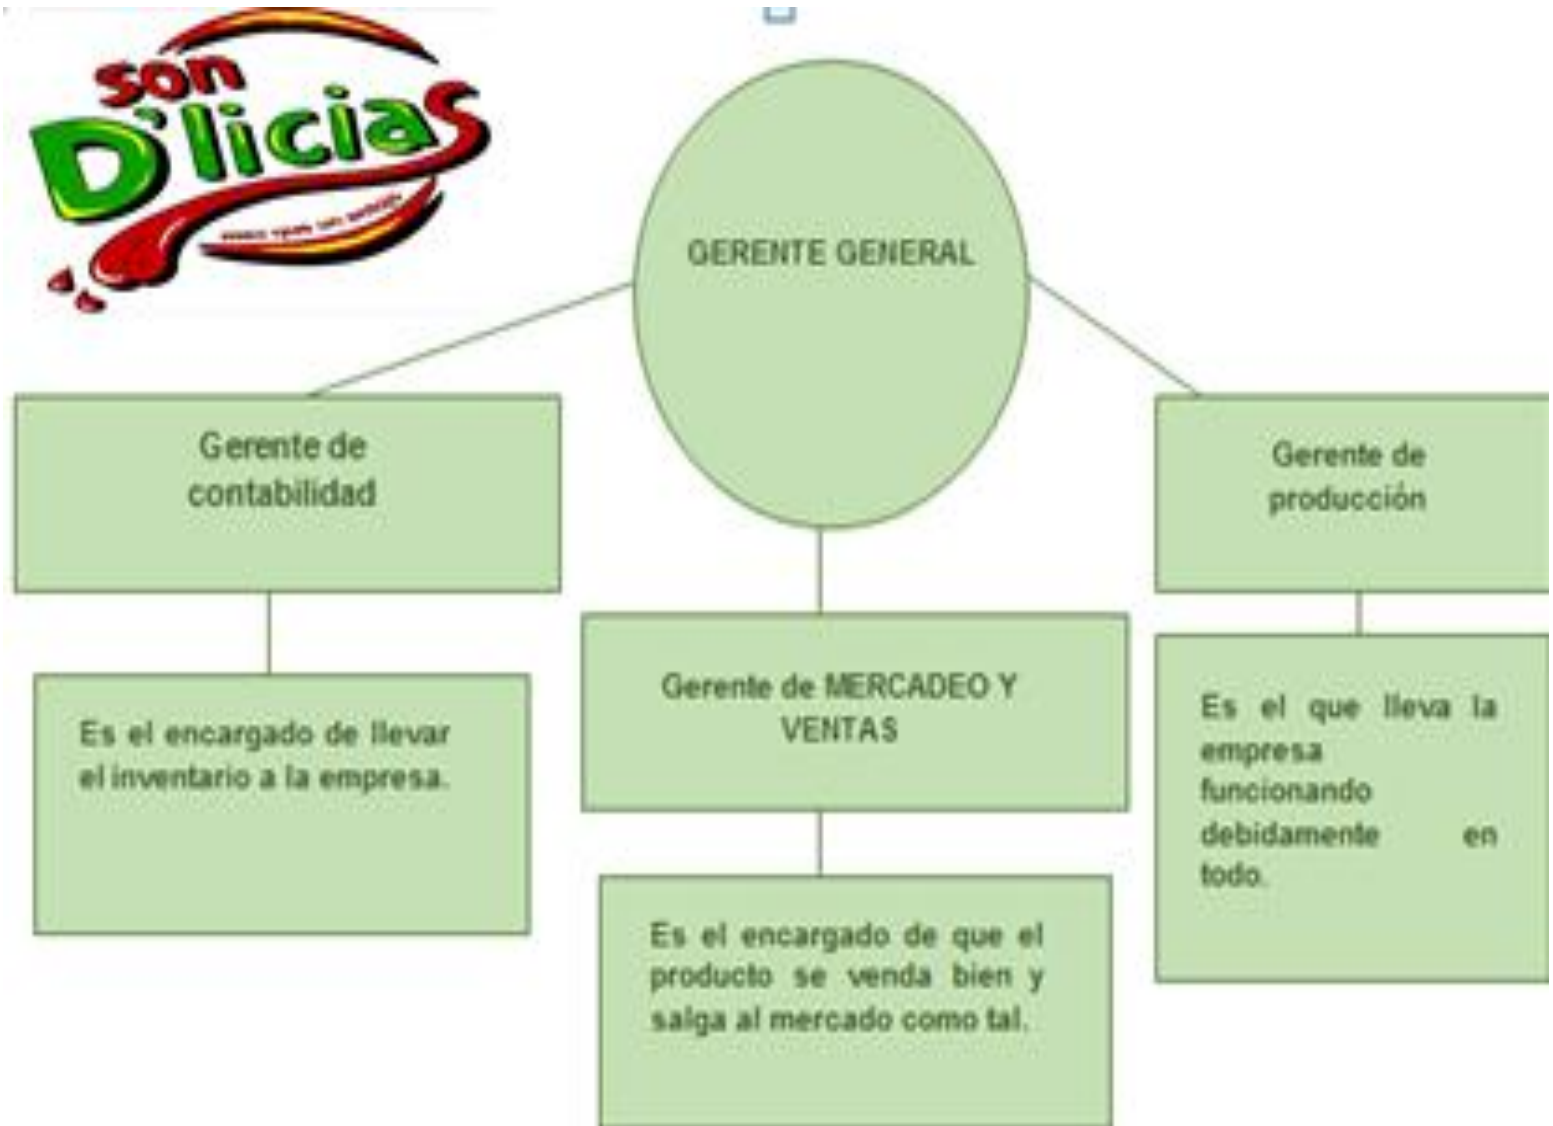 son
D'licias
GERENTE GENERAL
Gerente de
contabilidad
Gerente de
producción
Es el encargado de llevar
el inventario a la empresa.
Gerente de MERCADEO Y
VENTAS
Es el que lleva la
empresa
funcionando
debidamente en
todo.
Es el encargado de que el
producto se venda bien y
salga al mercado como tal.